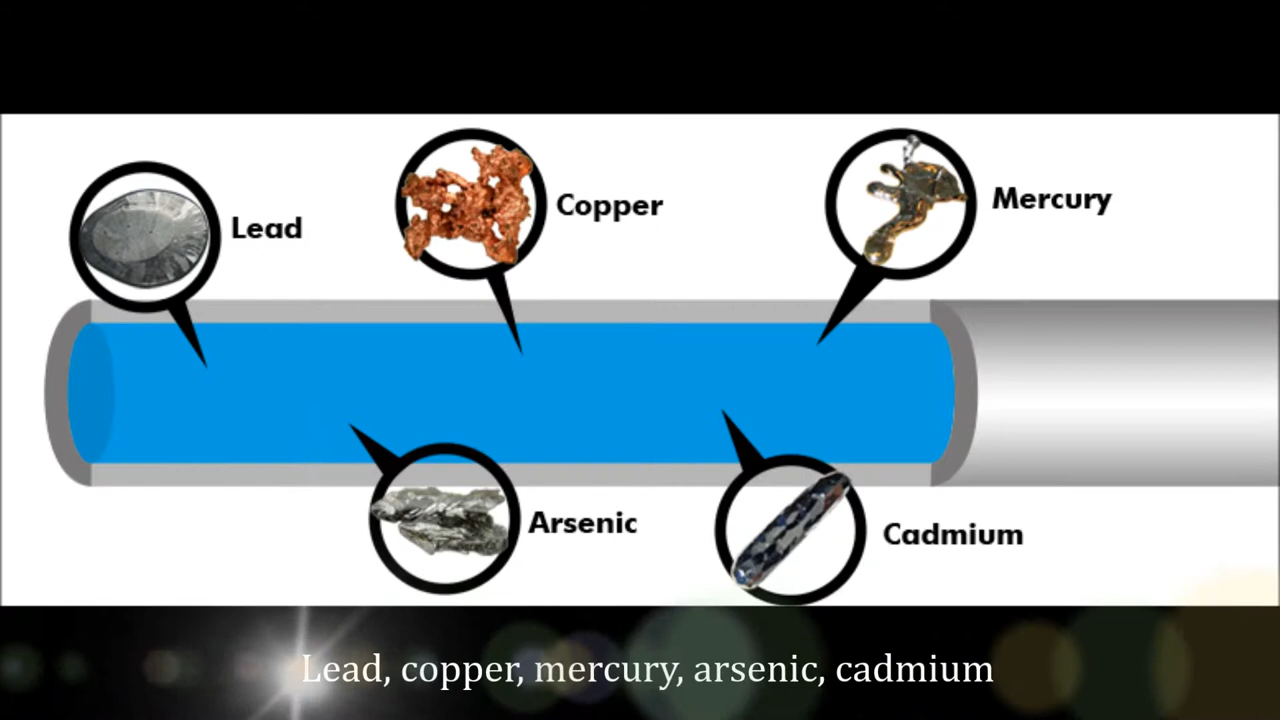 Lead
Copper
Mercury
Arsenic
Cadmium
Lead, copper, mercury, arsenic, cadmium